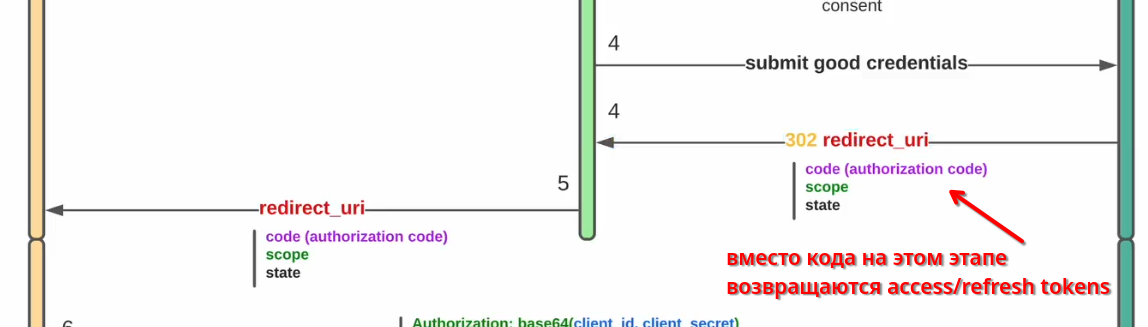 consent
4
submit good credentials
4
302 redirect_uri
code (authorization code)
scope
state
5
redirect_uri
code (authorization code)
scope
state
вместо кода на этом этапе
возвращаются access/refresh tokens
6
Authorization: base64(client_id, client_secret)